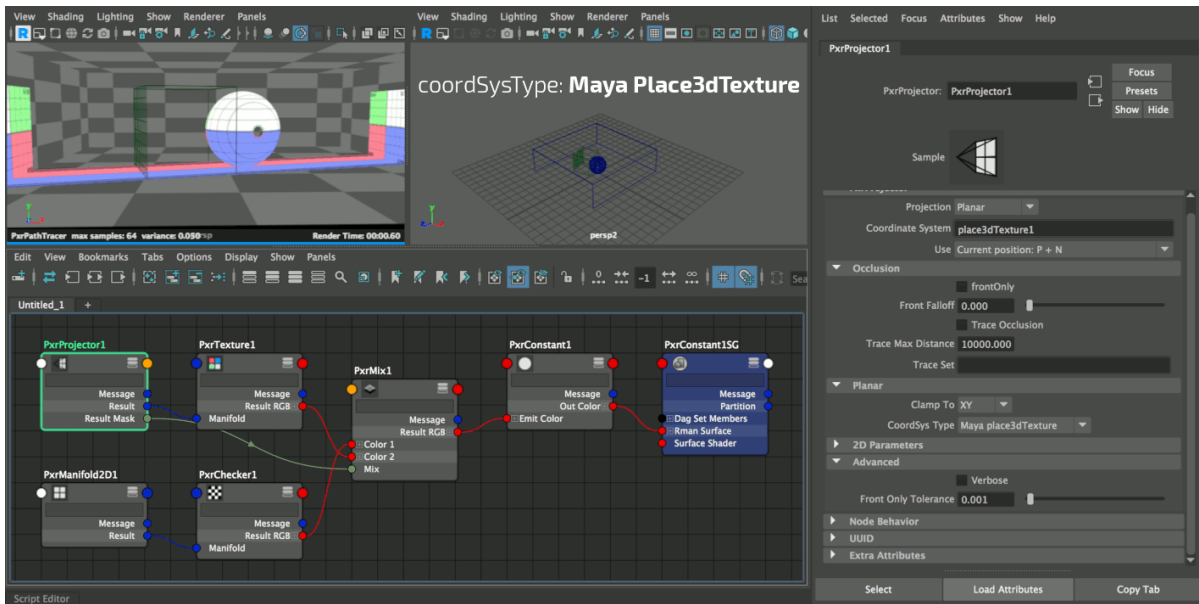 View Shading Lighting Show Renderer Panels
PxrPathTracer max samples: 64 variance: 0.050 Render Time: 00:00.60
View Shading Lighting Show Renderer Panels
coordSysType: Maya Place3dTexture
persp2
Edit View Bookmarks Tabs Options Display Show Panels
-1
Sea
Untitled_1 +
PxrProjector1
Message
Result
Result Mask
PxrTexture1
Message
Result RGB
Manifold
PxrMix1
Message
Result RGB
Color 1
Color 2
Mix
PxrConstant1
Message
Out Color
Emit Color
PxrConstant1SG
Message
Partition
Dag Set Members
Rman Surface
Surface Shader
PxrManifold2D1
Message
Result
PxrChecker1
Message
Result RGB
Manifold
Script Editor
List Selected Focus Attributes Show Help
PxrProjector1
PxrProjector: PxrProjector1
Focus
Presets
Show Hide
Sample
Projection Planar
Coordinate System place3dTexture1
Use Current position: P + N
Occlusion
frontOnly
Front Falloff 0.000
Trace Occlusion
Trace Max Distance 10000.000
Trace Set
Planar
Clamp To XY
CoordSys Type Maya place3dTexture
2D Parameters
Advanced
Verbose
Front Only Tolerance 0.001
Node Behavior
UUID
Extra Attributes
Select Load Attributes Copy Tab